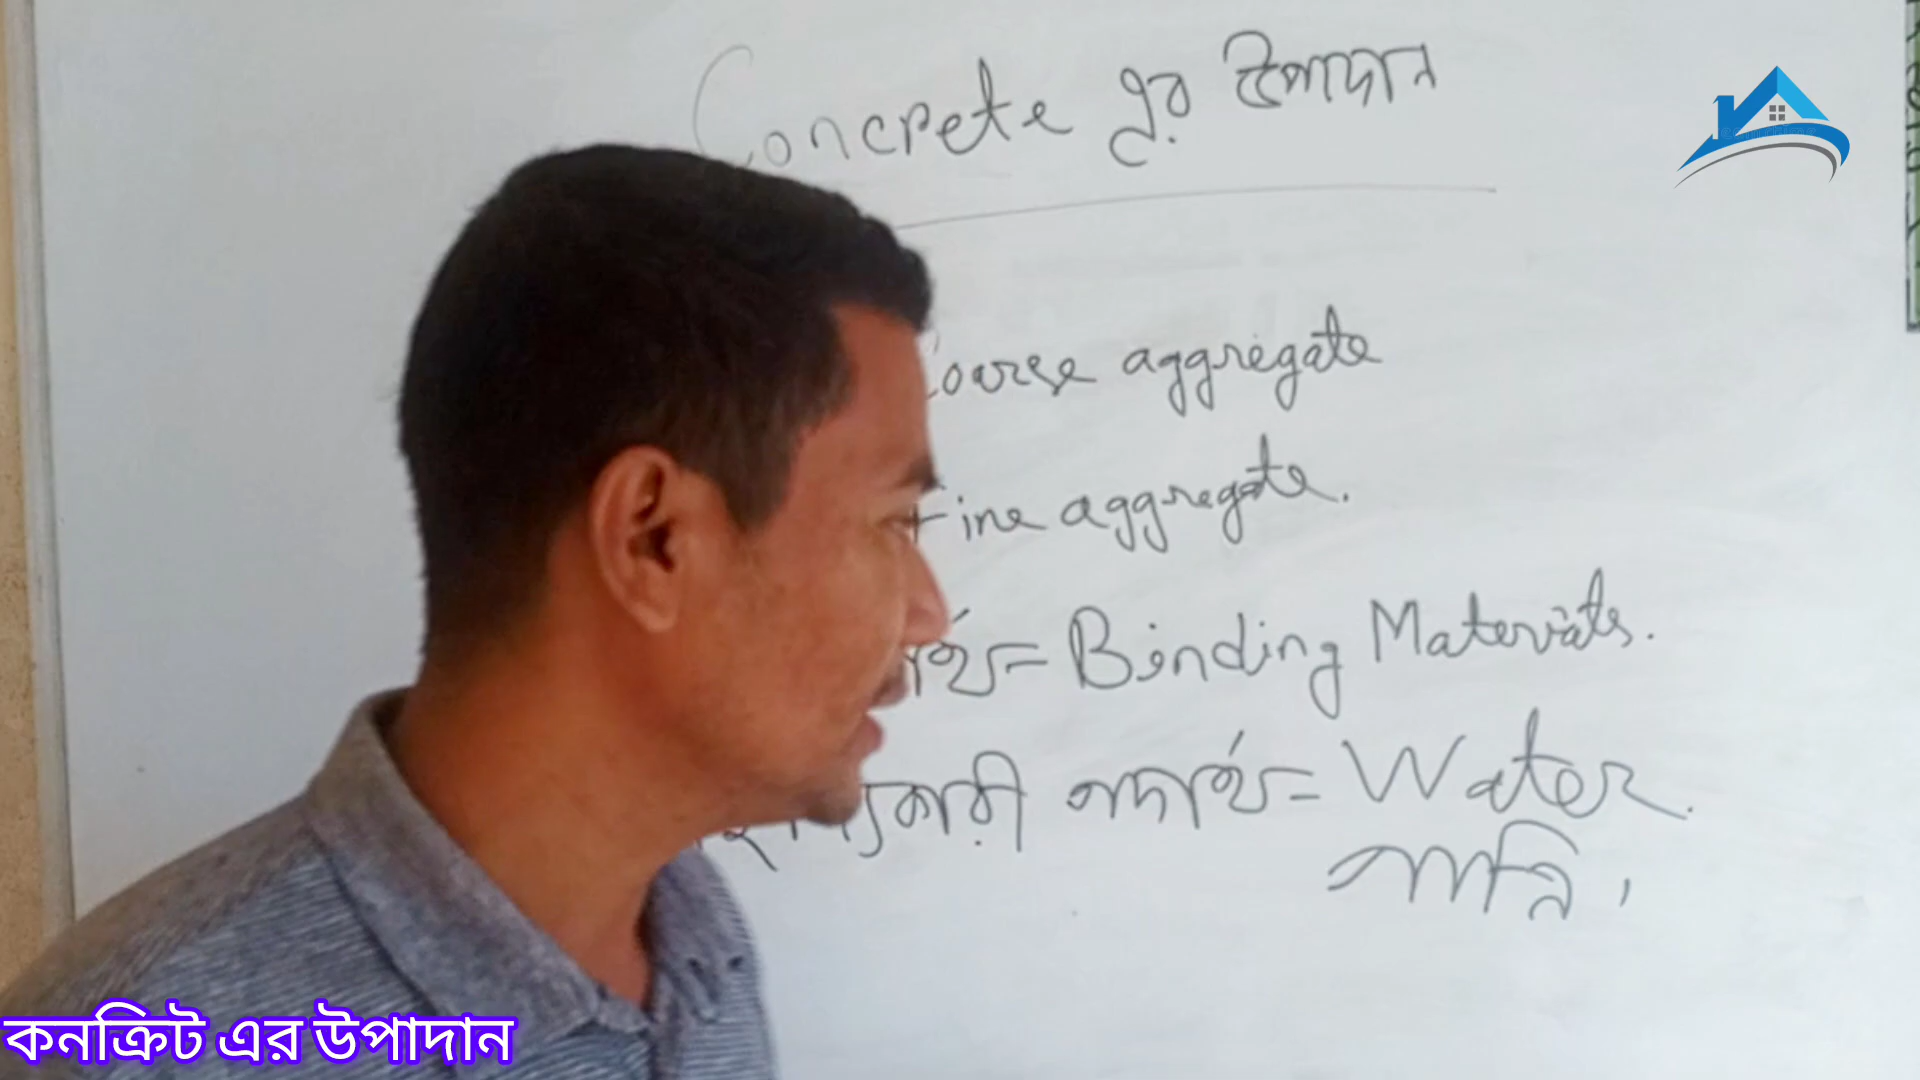 Concrete এর উপাদান
Coarse aggregate
Fine aggregate.
= Binding Materials.
পদার্থ = Water.
পানি।
কনক্রিট এর উপাদান